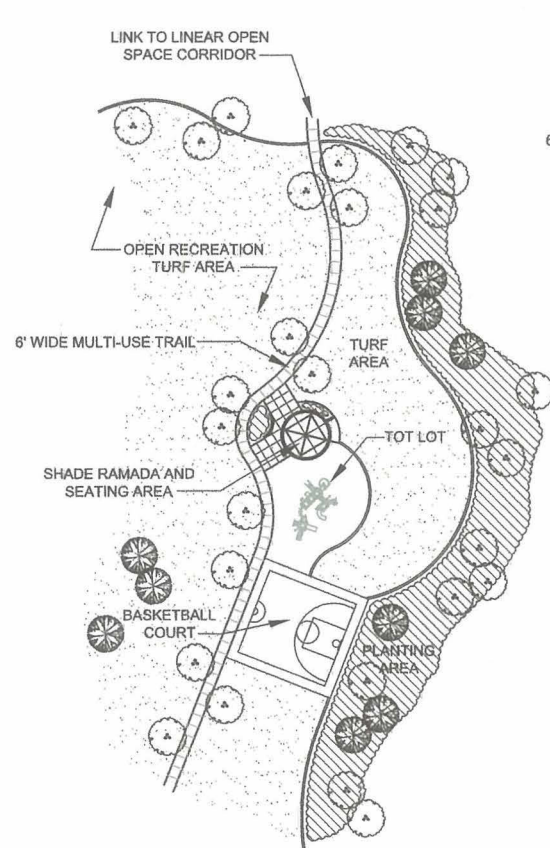 LINK TO LINEAR OPEN
SPACE CORRIDOR
6
OPEN RECREATION
TURF AREA
6' WIDE MULTI-USE TRAIL
TURF
AREA
TOT LOT
SHADE RAMADA AND
SEATING AREA
BASKETBALL
COURT
PLANTING
AREA